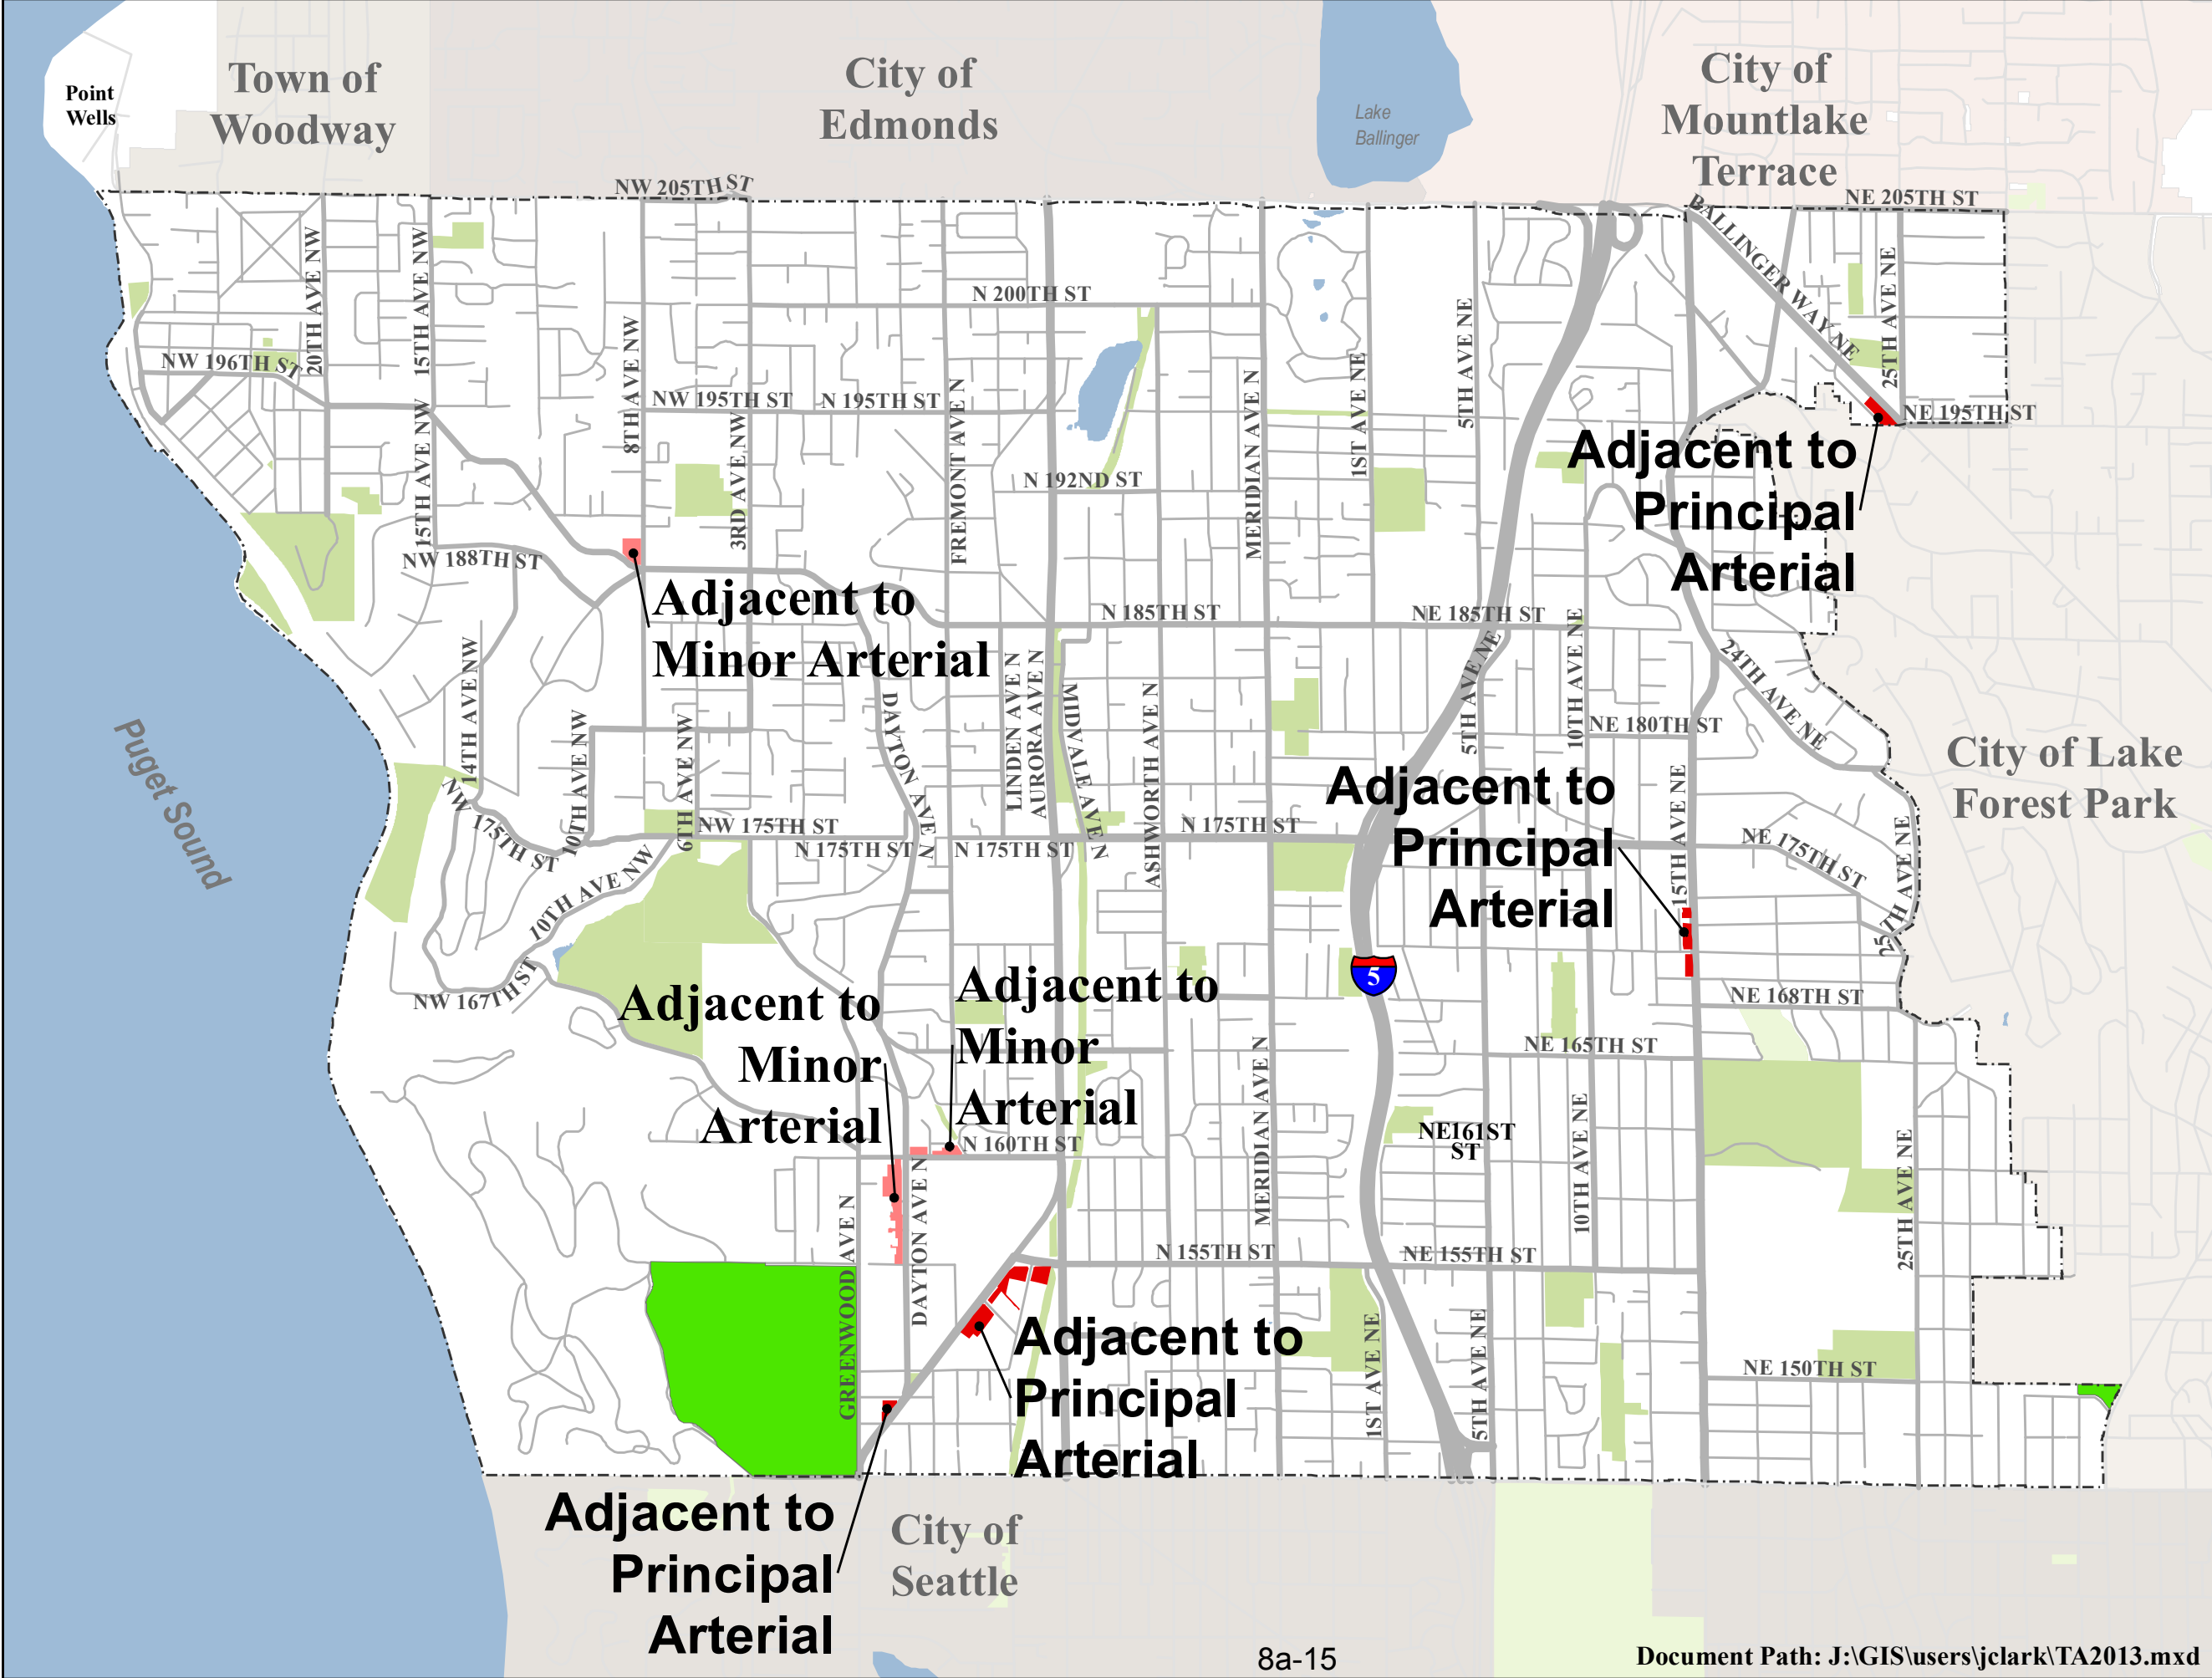 Point
Wells
Town of
Woodway
City of
Edmonds
Lake
Ballinger
City of
Mountlake
Terrace
NW 205TH ST
NE 205TH ST
BALLINGER WAY NE
20TH AVE NW
15TH AVE NW
25TH AVE NE
N 200TH ST
8TH AVE NW
5TH AVE NE
NW 196TH ST
1ST AVE NE
MERIDIAN AVE N
FREMONT AVE N
NW 195TH ST
N 195TH ST
NE 195TH ST
15TH AVE NW
3RD AVE NW
N 192ND ST
Adjacent to
Principal
Arterial
NW 188TH ST
Adjacent to
Minor Arterial
N 185TH ST
NE 185TH ST
10TH AVE NE
5TH AVE NE
24TH AVE NE
14TH AVE NW
LINDEN AVE N
AURORA AVE N
DAYTON AVE N
MIDVALE AVE N
ASHWORTH AVE N
10TH AVE NW
6TH AVE NW
NE 180TH ST
Puget Sound
City of Lake
Forest Park
Adjacent to
Principal
Arterial
15TH AVE NE
NW 175TH ST
NW 175TH ST
N 175TH ST
N 175TH ST
N 175TH ST
NE 175TH ST
25TH AVE NE
10TH AVE NW
5
NW 167TH ST
NE 168TH ST
Adjacent to
Minor
Arterial
Adjacent to
Minor
Arterial
NE 165TH ST
MERIDIAN AVE N
10TH AVE NE
NE161ST
ST
N 160TH ST
25TH AVE NE
GREENWOOD AVE N
DAYTON AVE N
N 155TH ST
NE 155TH ST
1ST AVE NE
5TH AVE NE
Adjacent to
Principal
Arterial
NE 150TH ST
Adjacent to
Principal
Arterial
City of
Seattle
8a-15
Document Path: J:\GIS\users\jclark\TA2013.mxd